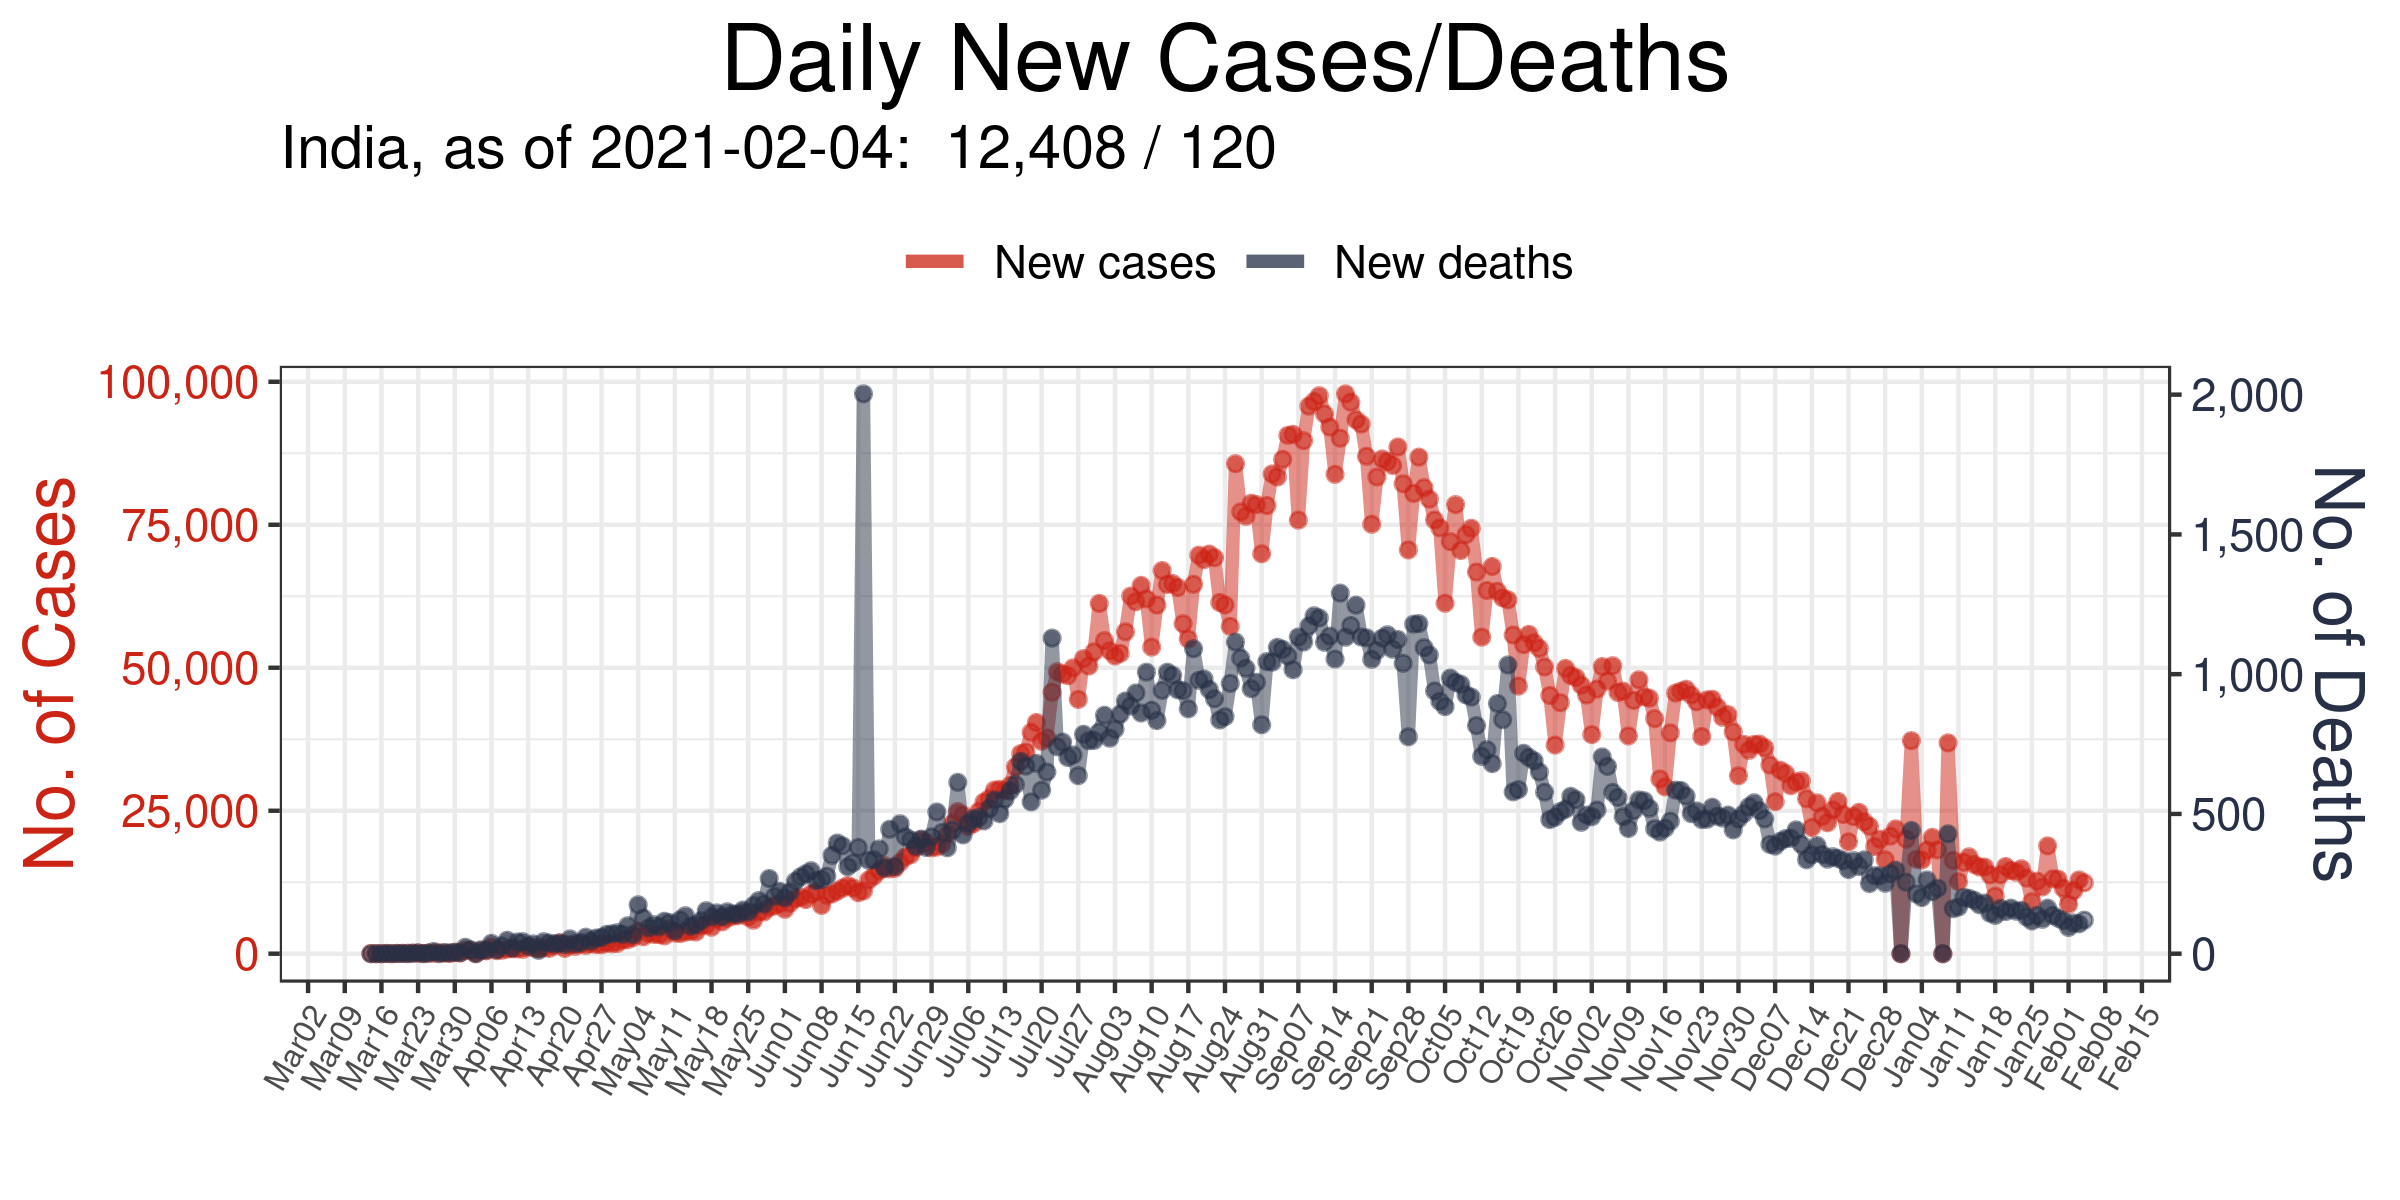 Daily New Cases/Deaths
India, as of 2021-02-04:  12,408 / 120
New cases
New deaths
No. of Cases
100,000
75,000
50,000
25,000
0
2,000
1,500
1,000
500
0
No. of Deaths
Mar02
Mar09
Mar16
Mar23
Mar30
Apr06
Apr13
Apr20
Apr27
May04
May11
May18
May25
Jun01
Jun08
Jun15
Jun22
Jun29
Jul06
Jul13
Jul20
Jul27
Aug03
Aug10
Aug17
Aug24
Aug31
Sep07
Sep14
Sep21
Sep28
Oct05
Oct12
Oct19
Oct26
Nov02
Nov09
Nov16
Nov23
Nov30
Dec07
Dec14
Dec21
Dec28
Jan04
Jan11
Jan18
Jan25
Feb01
Feb08
Feb15